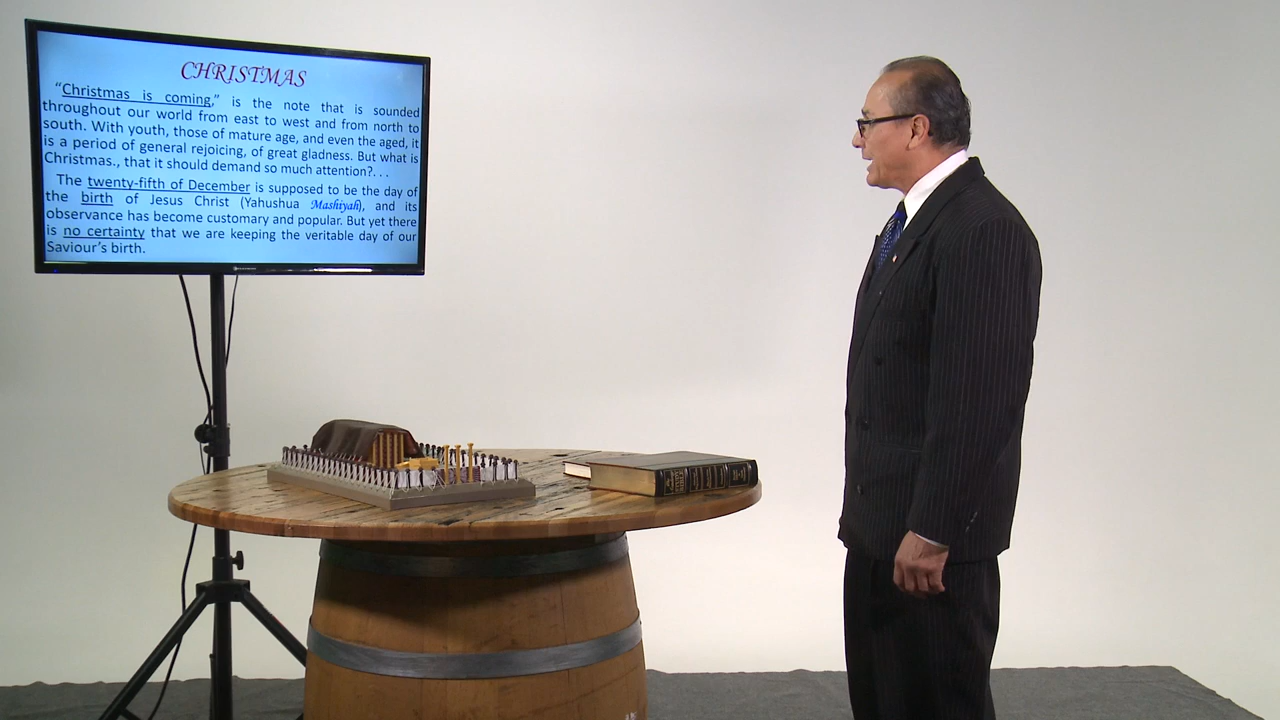 CHRISTMAS
“Christmas is coming,” is the note that is sounded
throughout our world from east to west and from north to
south. With youth, those of mature age, and even the aged, it
is a period of general rejoicing, of great gladness. But what is
Christmas., that it should demand so much attention?. . .
The twenty-fifth of December is supposed to be the day of
the birth of Jesus Christ (Yahushua Mashiyah), and its
observance has become customary and popular. But yet there
is no certainty that we are keeping the veritable day of our
Saviour’s birth.
STUDY
BIBLE